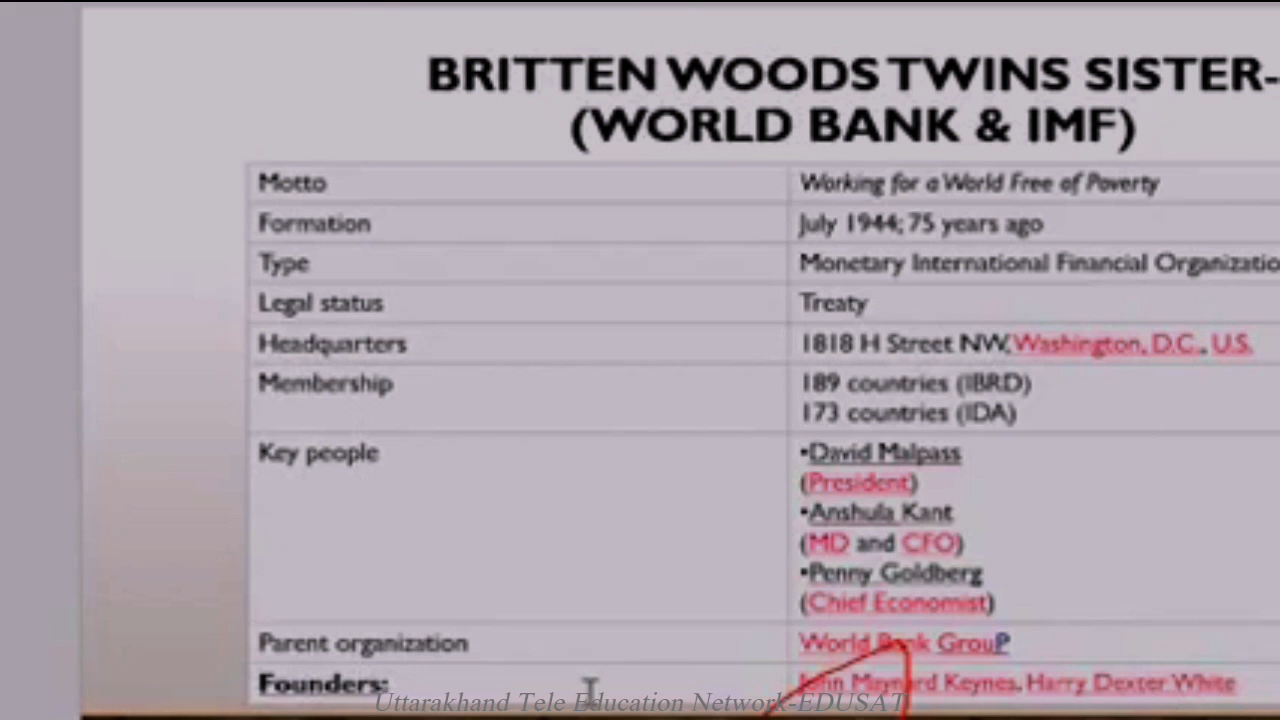 BRITTEN WOODS TWINS SISTER-
(WORLD BANK & IMF)
Motto Working for a World Free of Poverty
Formation July 1944; 75 years ago
Type Monetary International Financial Organizatio
Legal status Treaty
Headquarters 1818 H Street NW, Washington, D.C., U.S.
Membership 189 countries (IBRD)
173 countries (IDA)
Key people •David Malpass
(President)
•Anshula Kant
(MD and CFO)
•Penny Goldberg
(Chief Economist)
Parent organization World Bank GrouP
Founders: John Maynard Keynes, Harry Dexter White
Uttarakhand Tele Education Network-EDUSAT